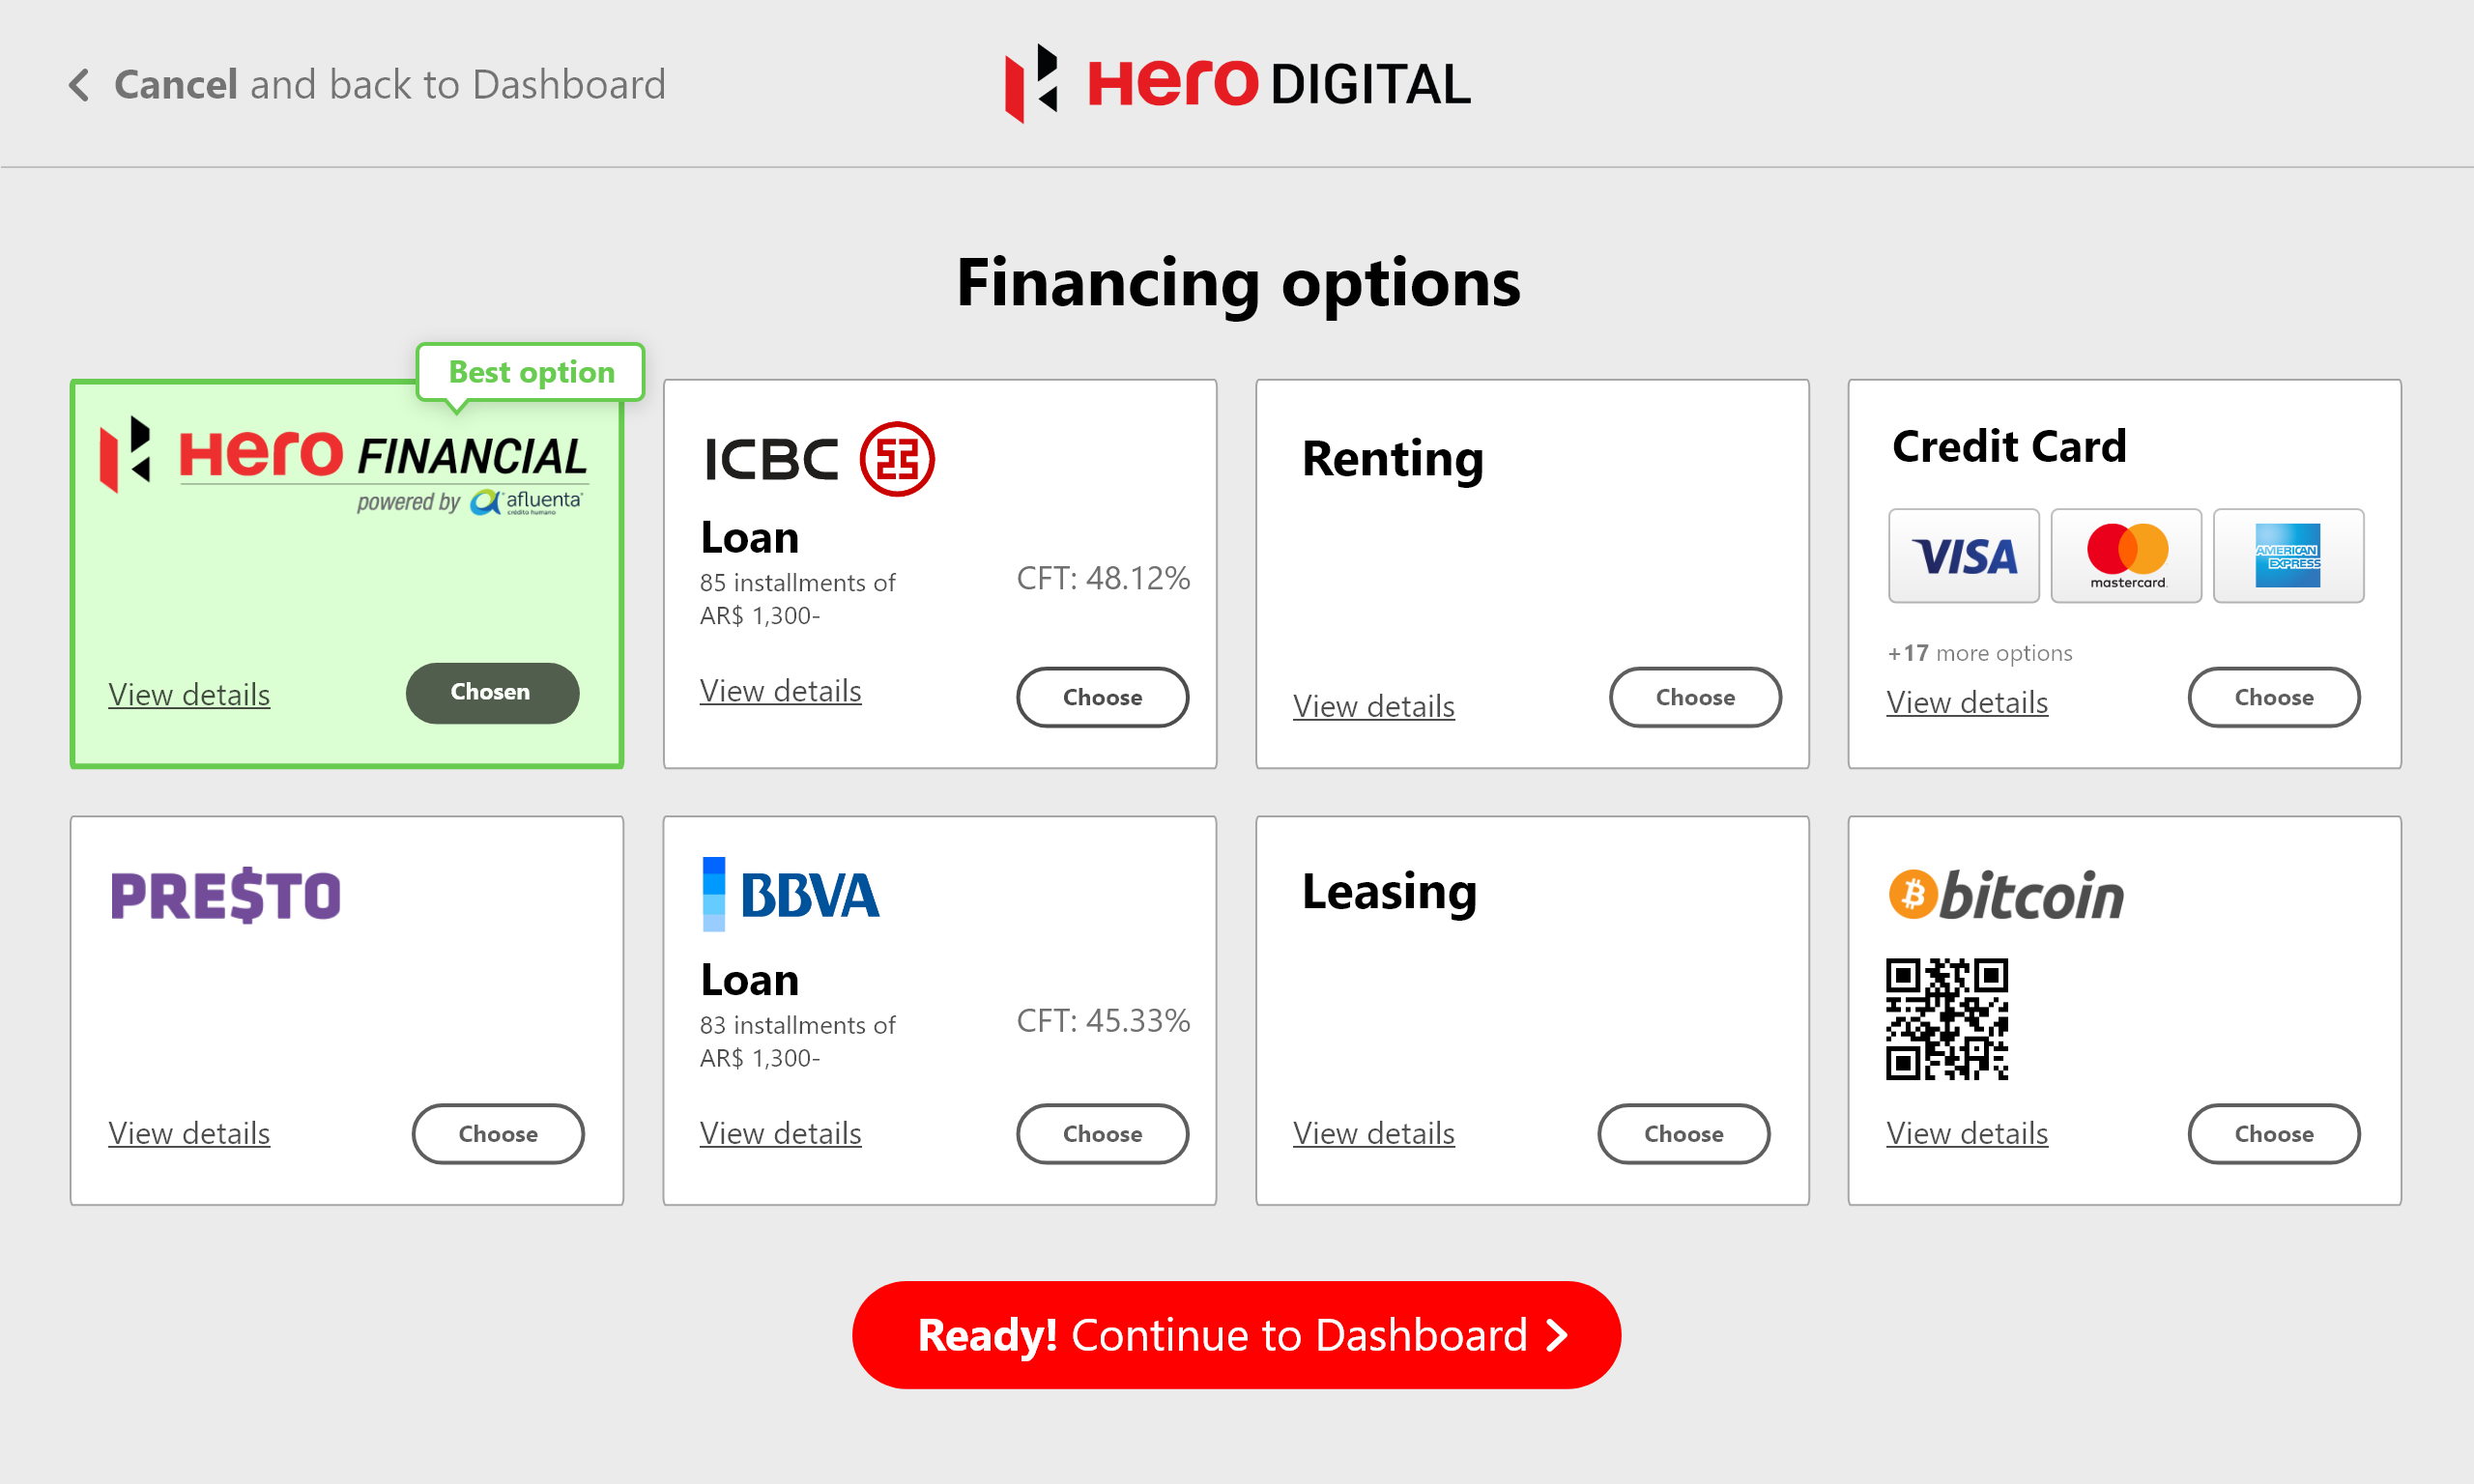 Cancel and back to Dashboard
Hero DIGITAL
Financing options
Best option
Hero FINANCIAL
powered by afluenta
crédito humano
View details
Chosen
ICBC
Loan
85 installments of
AR$ 1,300-
CFT: 48.12%
View details
Choose
Renting
View details
Choose
Credit Card
VISA
mastercard.
AMERICAN
EXPRESS
+17 more options
View details
Choose
PRE$TO
View details
Choose
BBVA
Loan
83 installments of
AR$ 1,300-
CFT: 45.33%
View details
Choose
Leasing
View details
Choose
bitcoin
View details
Choose
Ready! Continue to Dashboard